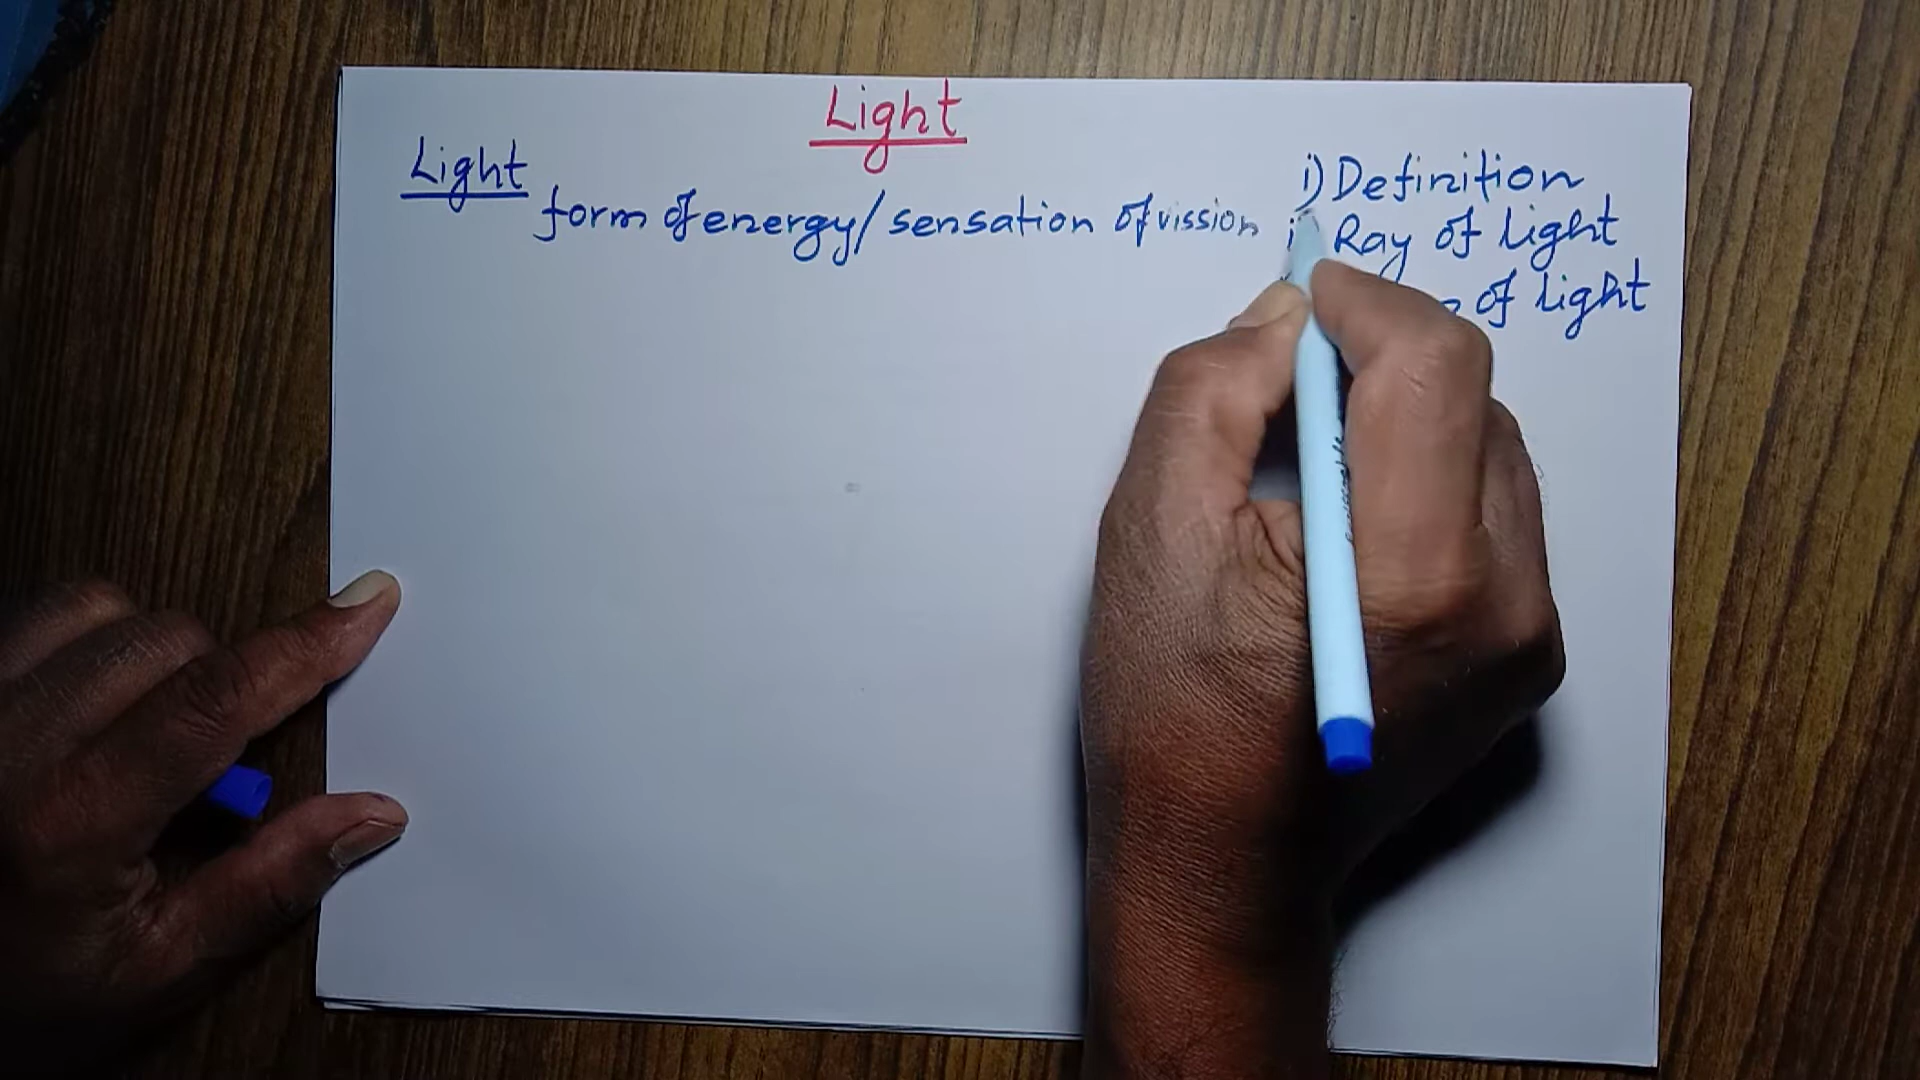 Light
Light
form of energy/sensation of vission
i) Definition
Ray of light
of light